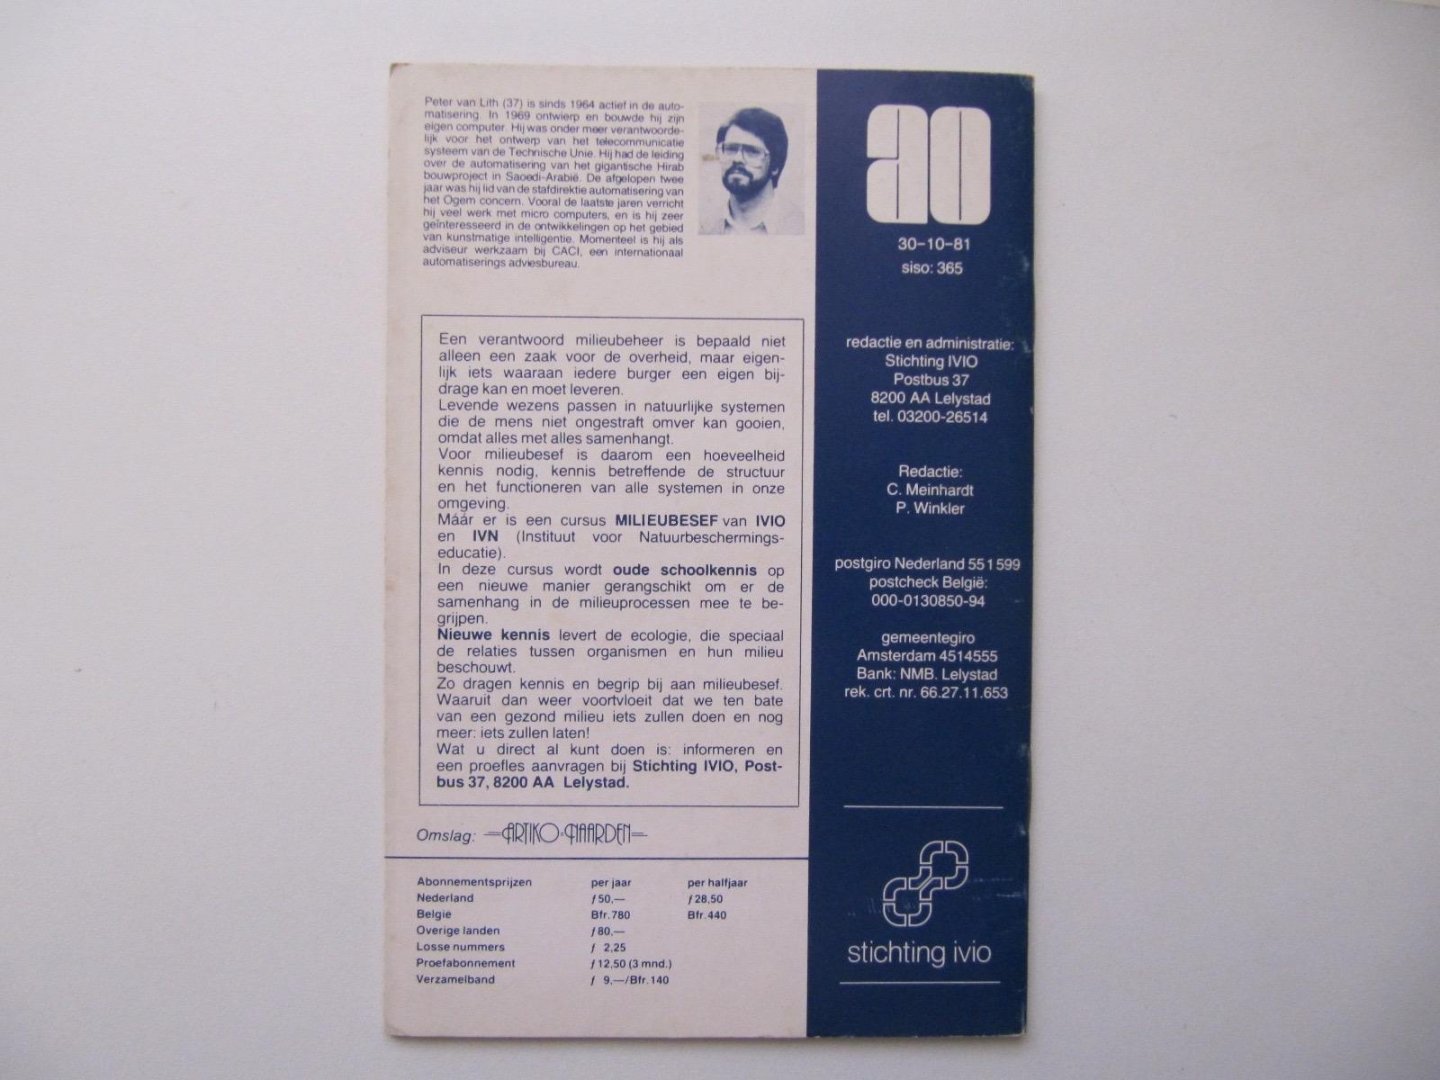 Peter van Lith (37) is sinds 1964 actief in de auto-
matisering. In 1969 ontwierp en bouwde hij zijn
eigen computer. Hij was onder meer verantwoorde-
lijk voor het ontwerp van het telecommunicatie
systeem van de Technische Unie. Hij had de leiding
over de automatisering van het gigantische Hirab
bouwproject in Saoedi-Arabië. De afgelopen twee
jaar was hij lid van de stafdirektie automatisering van
het Ogem concern. Vooral de laatste jaren verricht
hij veel werk met micro computers, en is hij zeer
geïnteresseerd in de ontwikkelingen op het gebied
van kunstmatige intelligentie. Momenteel is hij als
adviseur werkzaam bij CACI, een internationaal
automatiserings adviesbureau.
Een verantwoord milieubeheer is bepaald niet
alleen een zaak voor de overheid, maar eigen-
lijk iets waaraan iedere burger een eigen bij-
drage kan en moet leveren.
Levende wezens passen in natuurlijke systemen
die de mens niet ongestraft omver kan gooien,
omdat alles met alles samenhangt.
Voor milieubesef is daarom een hoeveelheid
kennis nodig, kennis betreffende de structuur
en het functioneren van alle systemen in onze
omgeving.
Máár er is een cursus MILIEUBESEF van IVIO
en IVN (Instituut voor Natuurbeschermings-
educatie).
In deze cursus wordt oude schoolkennis op
een nieuwe manier gerangschikt om er de
samenhang in de milieuprocessen mee te be-
grijpen.
Nieuwe kennis levert de ecologie, die speciaal
de relaties tussen organismen en hun milieu
beschouwt.
Zo dragen kennis en begrip bij aan milieubesef.
Waaruit dan weer voortvloeit dat we ten bate
van een gezond milieu iets zullen doen en nog
meer: iets zullen laten!
Wat u direct al kunt doen is: informeren en
een proefles aanvragen bij Stichting IVIO, Post-
bus 37, 8200 AA Lelystad.
Omslag: ARTIKO-NAARDEN
Abonnementsprijzen per jaar per halfjaar
Nederland ƒ50,— ƒ28,50
België Bfr.780 Bfr.440
Overige landen ƒ80,—
Losse nummers ƒ 2,25
Proefabonnement ƒ12,50 (3 mnd.)
Verzamelband ƒ 9,—/Bfr.140
ao
30-10-81
siso: 365
redactie en administratie:
Stichting IVIO
Postbus 37
8200 AA Lelystad
tel. 03200-26514
Redactie:
C. Meinhardt
P. Winkler
postgiro Nederland 551599
postcheck België:
000-0130850-94
gemeentegiro
Amsterdam 4514555
Bank: NMB. Lelystad
rek. crt. nr. 66.27.11.653
stichting ivio